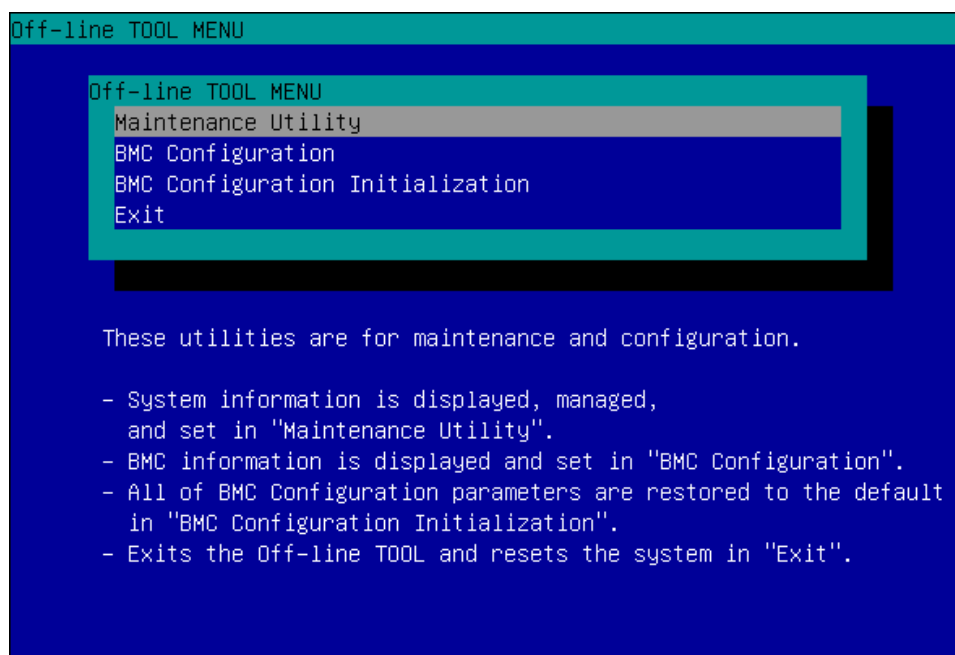 Off-line TOOL MENU
Off-line TOOL MENU
Maintenance Utility
BMC Configuration
BMC Configuration Initialization
Exit
These utilities are for maintenance and configuration.
- System information is displayed, managed,
and set in "Maintenance Utility".
- BMC information is displayed and set in "BMC Configuration".
- All of BMC Configuration parameters are restored to the default
in "BMC Configuration Initialization".
- Exits the Off-line TOOL and resets the system in "Exit".